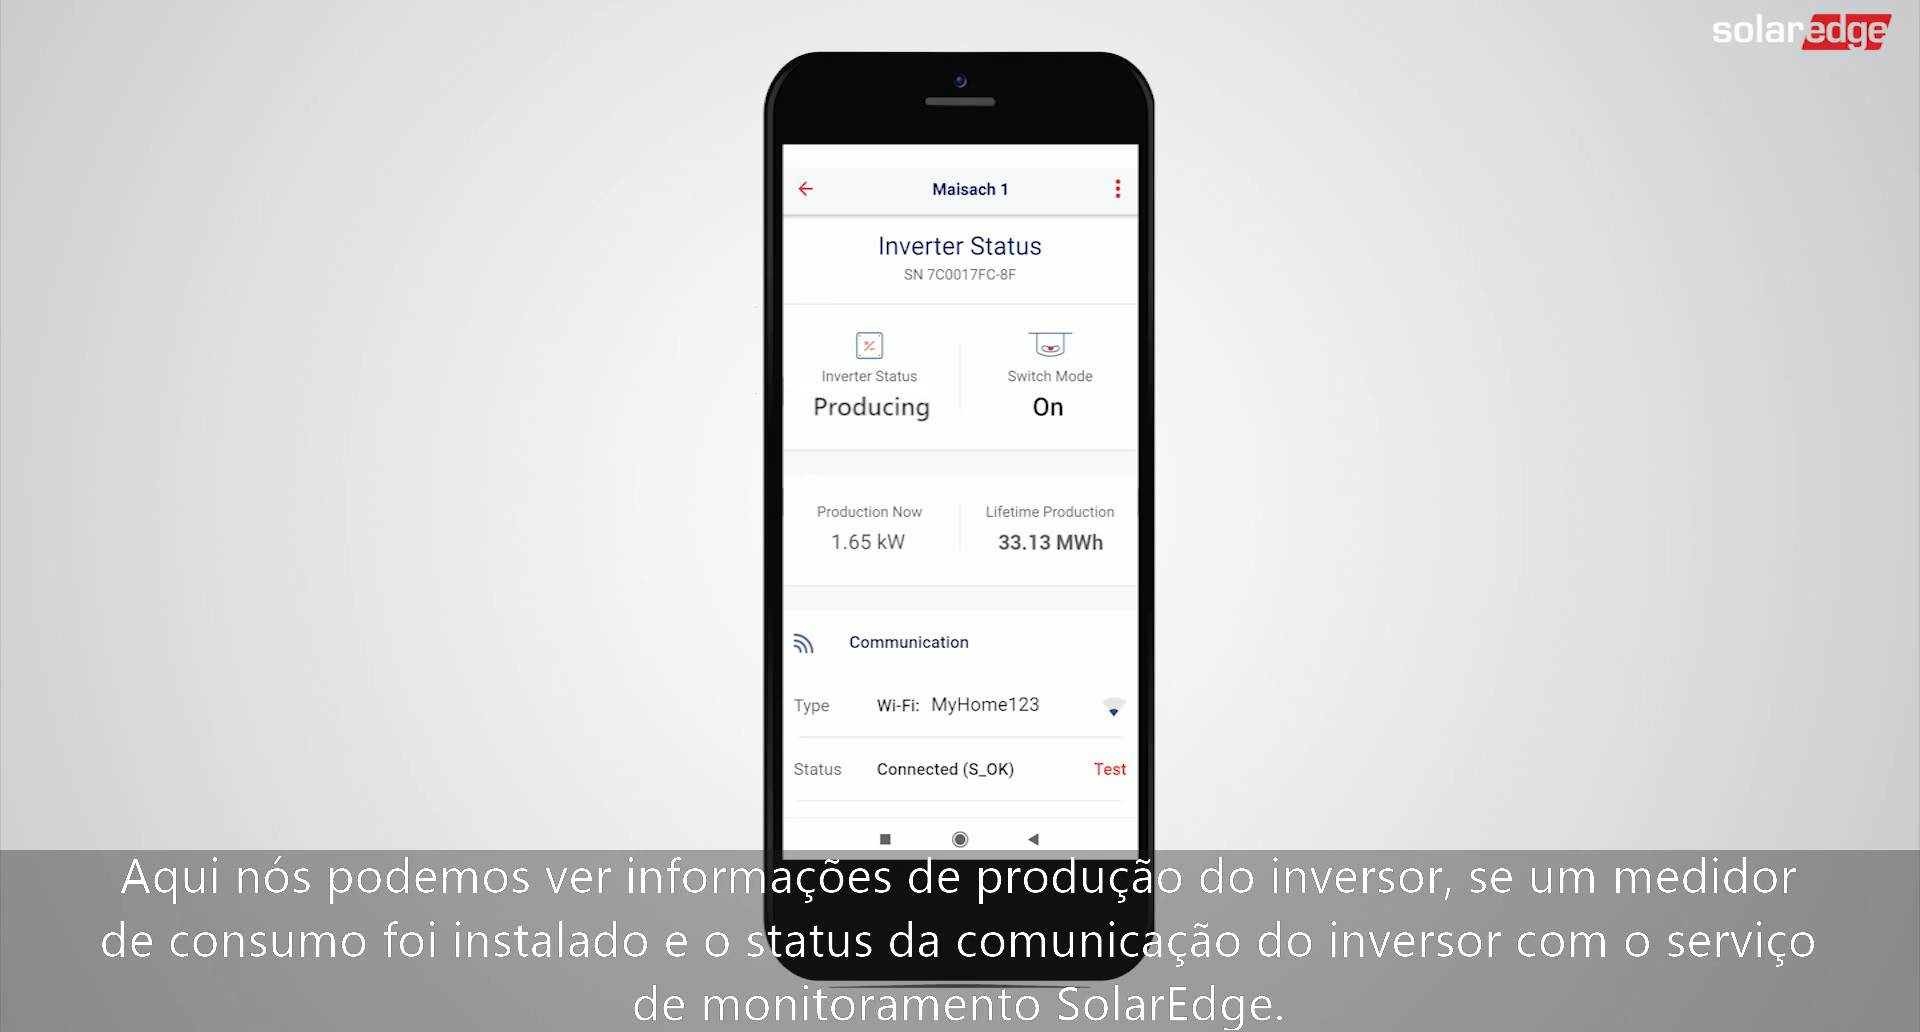 solaredge
Maisach 1
Inverter Status
SN 7C0017FC-8F
Inverter Status
Switch Mode
Producing
On
Production Now
Lifetime Production
1.65 kW
33.13 MWh
Communication
Type Wi-Fi: MyHome123
Status Connected (S_OK) Test
Aqui nós podemos ver informações de produção do inversor, se um medidor
de consumo foi instalado e o status da comunicação do inversor com o serviço
de monitoramento SolarEdge.